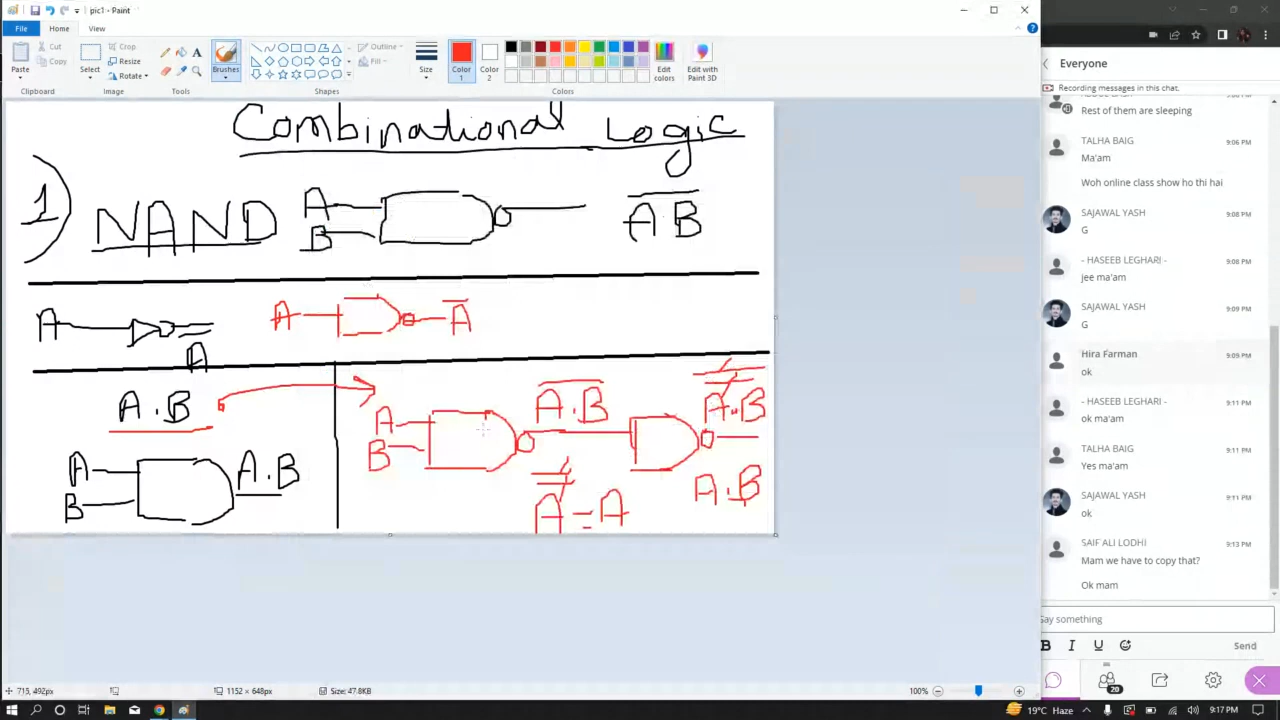 pic1 - Paint
File
Home
View
Paste
Cut
Copy
Clipboard
Select
Crop
Resize
Rotate
Image
Tools
Brushes
Shapes
Outline
Fill
Size
Color 1
Color 2
Colors
Edit colors
Edit with Paint 3D
Combinational Logic
1) NAND
A
B
A̅B̅
A
A
A
A̅
A.B
A
B
A.B
A
B
A.B
A.B
A = A
A.B
715, 492px
1152 × 648px
Size: 47.8KB
100%
Everyone
Recording messages in this chat.
Rest of them are sleeping
TALHA BAIG
9:06 PM
Ma'am
Woh online class show ho thi hai
SAJAWAL YASH
9:08 PM
G
- HASEEB LEGHARI -
9:08 PM
jee ma'am
SAJAWAL YASH
9:09 PM
G
Hira Farman
9:09 PM
ok
- HASEEB LEGHARI -
9:11 PM
ok ma'am
TALHA BAIG
9:11 PM
Yes ma'am
SAJAWAL YASH
9:11 PM
ok
SAIF ALI LODHI
9:13 PM
Mam we have to copy that?
Ok mam
Say something
B I U
Send
20
19°C Haze
9:17 PM